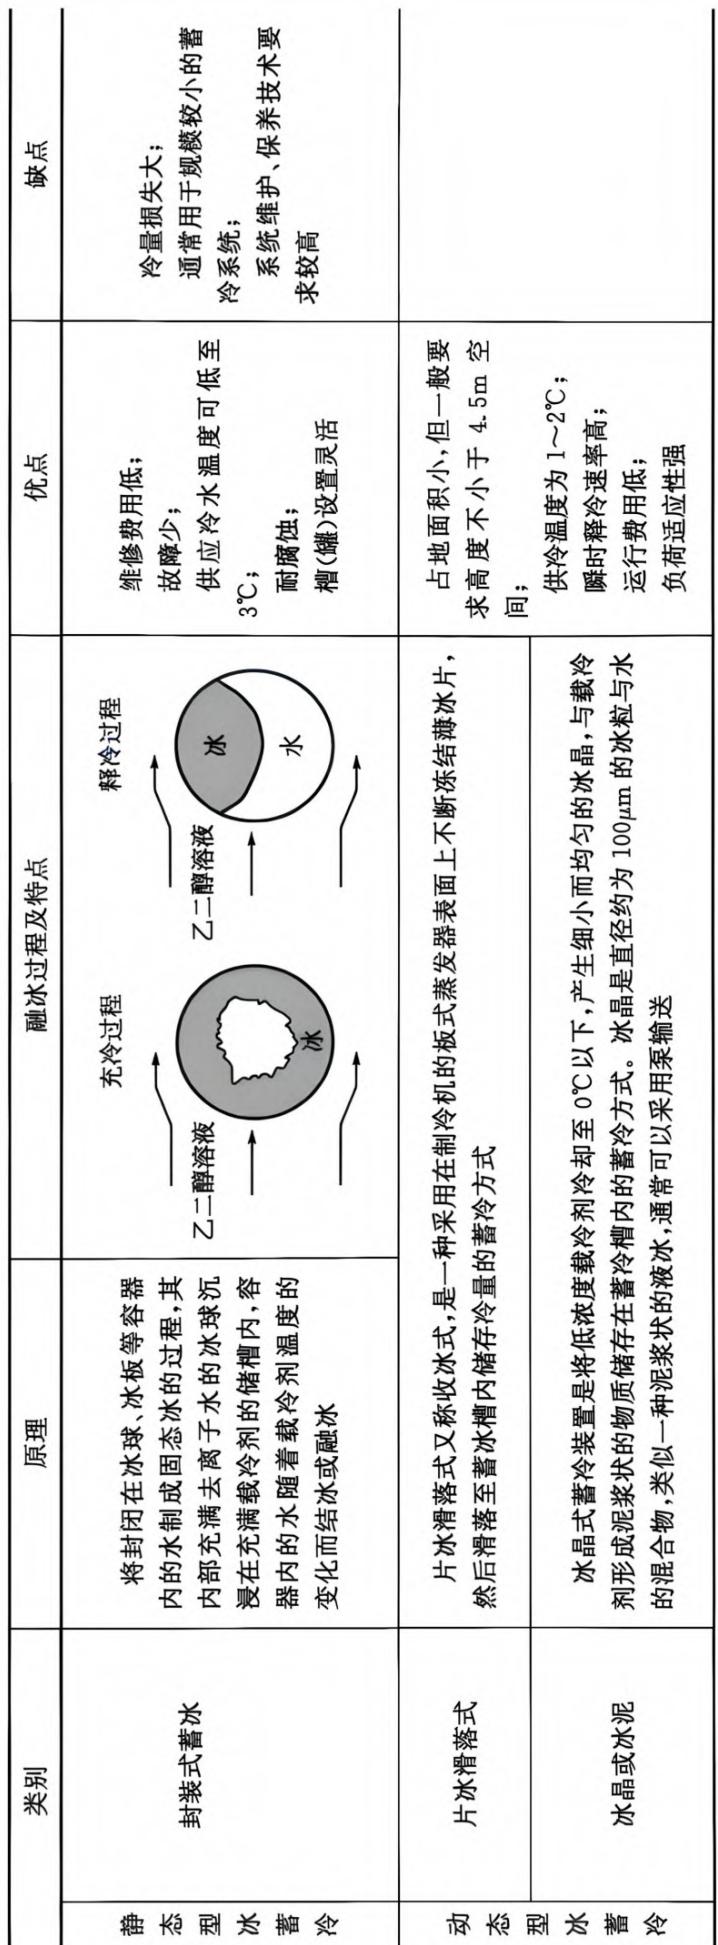 类别
原理
融冰过程及特点
优点
缺点
静态型冰蓄冷
封装式蓄冰
将封闭在冰球、冰板等容器
内的水制成固态冰的过程,其
内部充满去离子水的冰球沉
浸在充满载冷剂的储槽内,容
器内的水随着载冷剂温度的
变化而结冰或融冰
充冷过程
乙二醇溶液
冰
释冷过程
乙二醇溶液
冰
水
维修费用低;
故障少;
供应冷水温度可低至
3℃;
耐腐蚀;
槽(罐)设置灵活
冷量损失大;
通常用于规模较小的蓄
冷系统;
系统维护、保养技术要
求较高
动态型冰蓄冷
片冰滑落式
片冰滑落式又称收冰式,是一种采用在制冷机的板式蒸发器表面上不断冻结薄冰片,
然后滑落至蓄冰槽内储存冷量的蓄冷方式
冰晶或冰泥
冰晶式蓄冷装置是将低浓度载冷剂冷却至 0℃以下,产生细小而均匀的冰晶,与载冷
剂形成泥浆状的物质储存在蓄冷槽内的蓄冷方式。冰晶是直径约为 100μm 的冰粒与水
的混合物,类似一种泥浆状的液冰,通常可以采用泵输送
占地面积小,但一般要
求高度不小于 4.5m 空
间;
供冷温度为 1~2℃;
瞬时释冷速率高;
运行费用低;
负荷适应性强